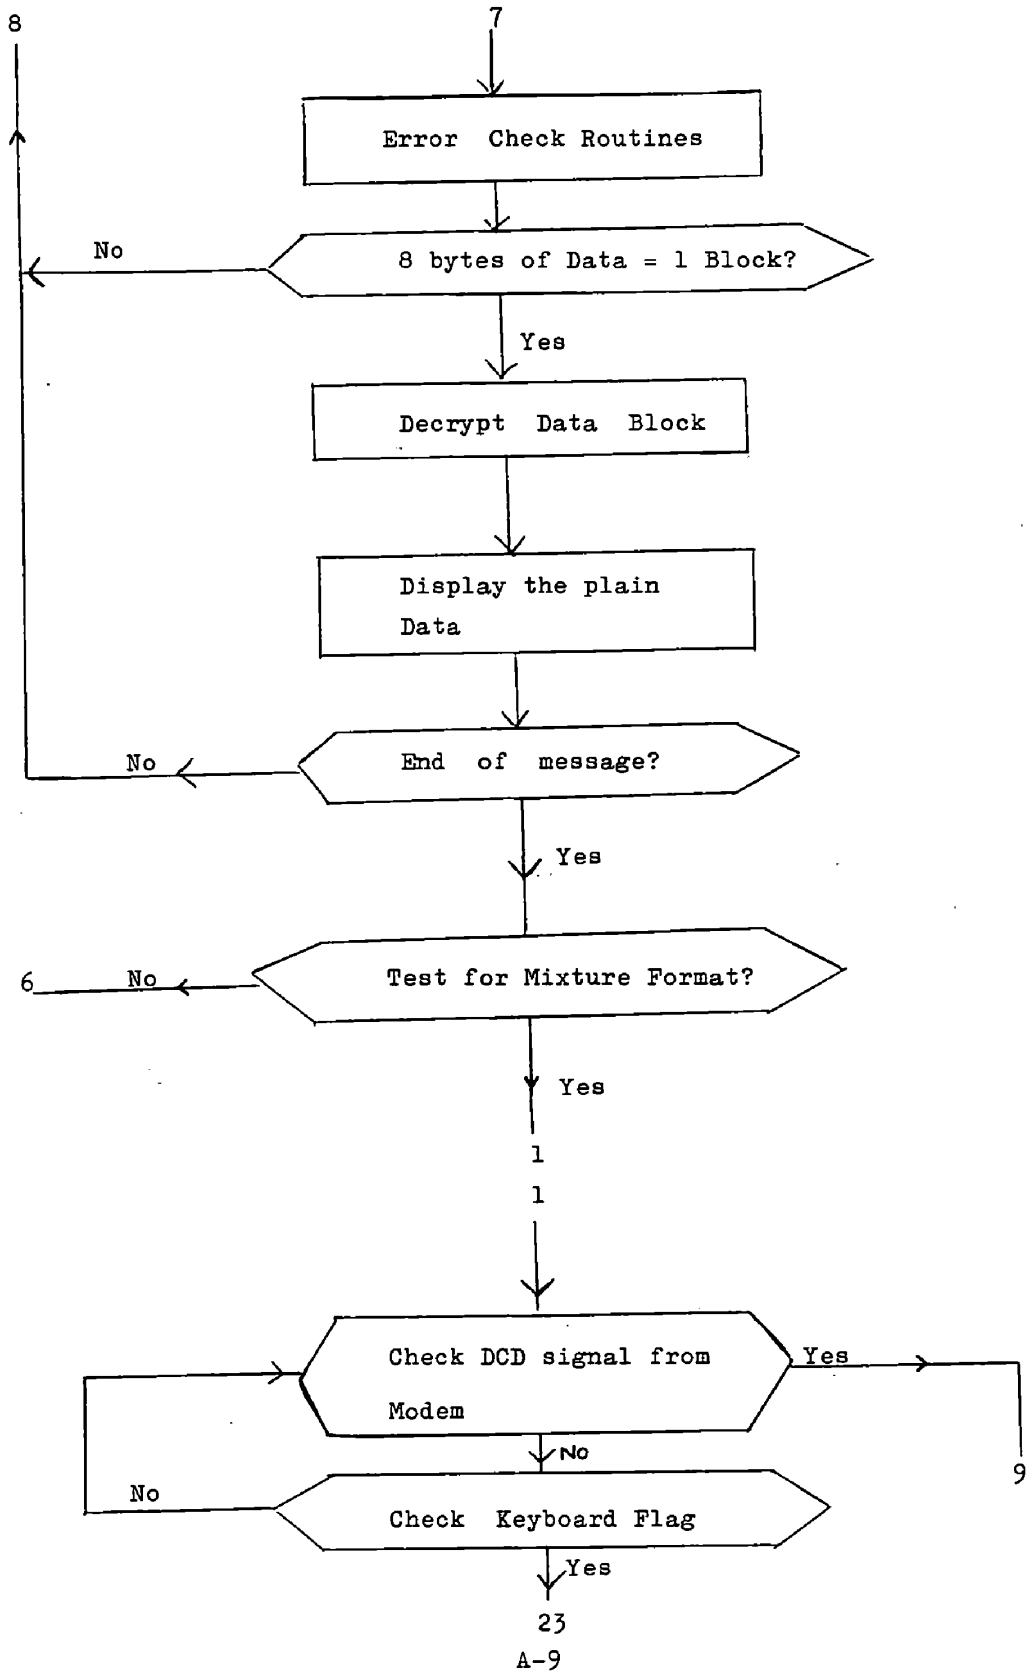 8
7
Error Check Routines
No
8 bytes of Data = 1 Block?
Yes
Decrypt Data Block
Display the plain
Data
No
End of message?
Yes
6
No
Test for Mixture Format?
Yes
1
1
Check DCD signal from
Modem
Yes
No
9
No
Check Keyboard Flag
Yes
23
A-9